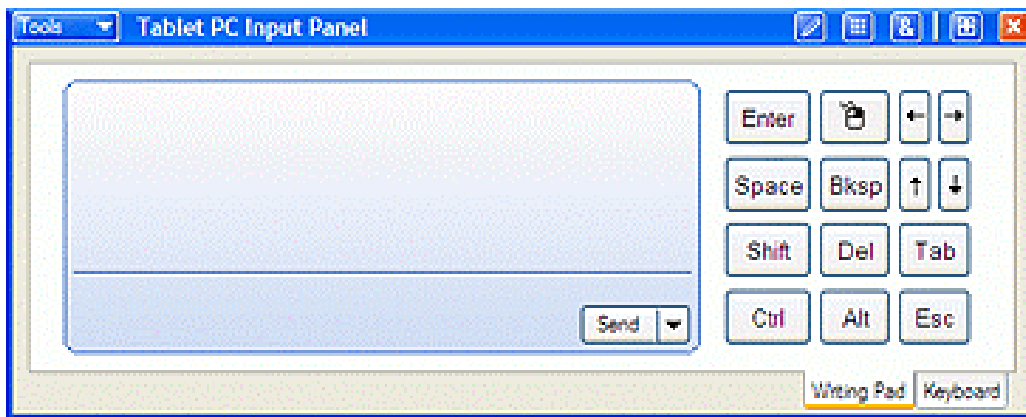 Tools Tablet PC Input Panel &
Enter ← →
Space Bksp ↑ ↓
Shift Del Tab
Ctrl Alt Esc
Send
Writing Pad Keyboard